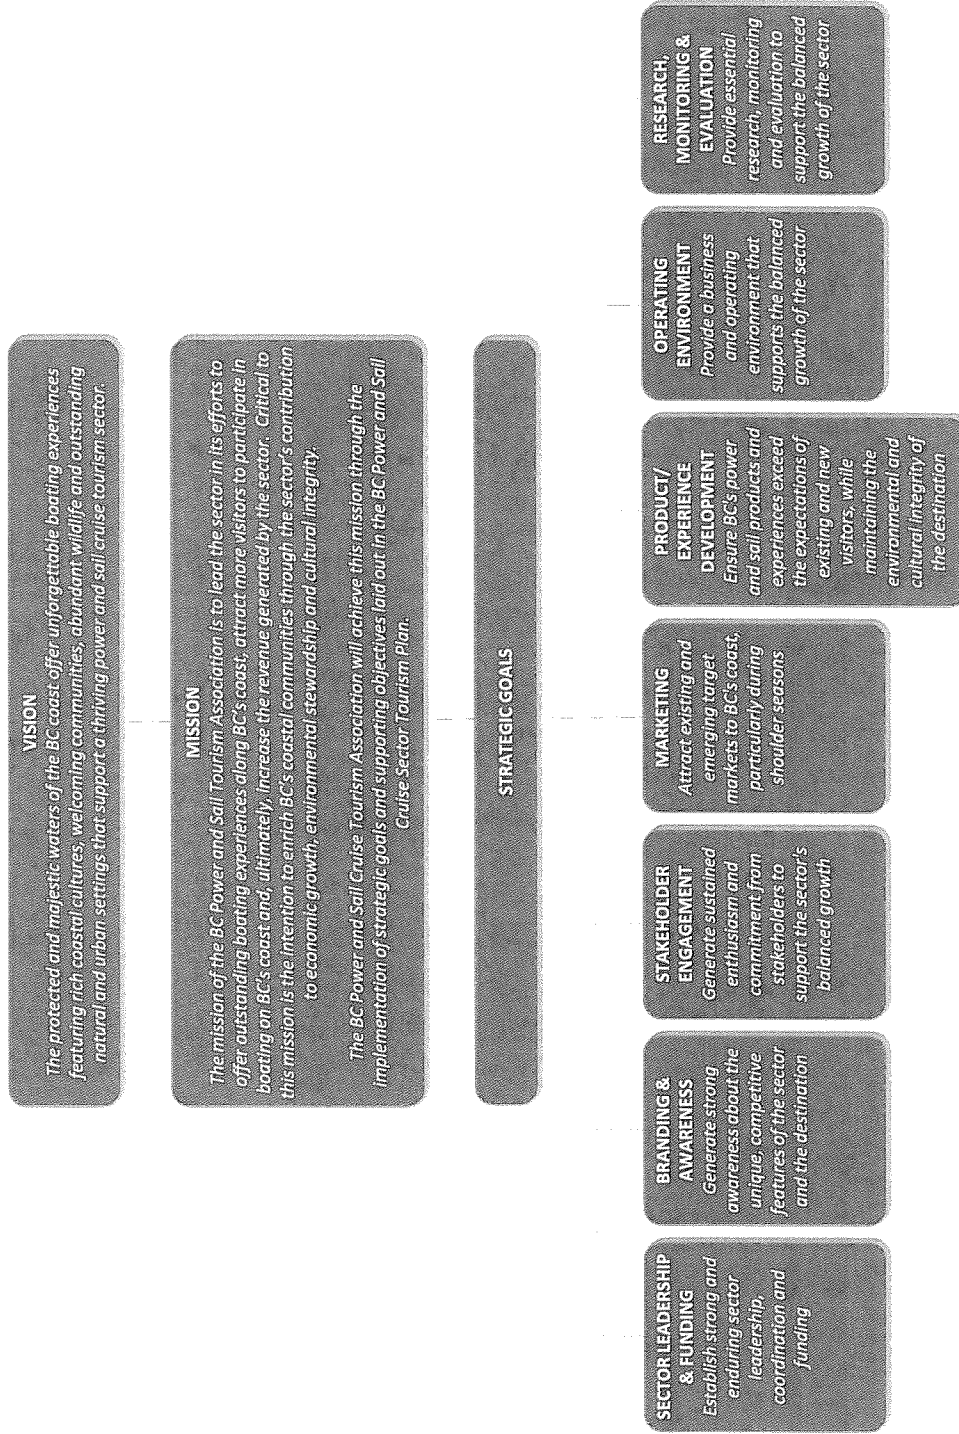 VISION
The protected and majestic waters of the BC coast offer unforgettable boating experiences
featuring rich coastal cultures, welcoming communities, abundant wildlife and outstanding
natural and urban settings that support a thriving power and sail cruise tourism sector.
MISSION
The mission of the BC Power and Sail Tourism Association is to lead the sector in its efforts to
offer outstanding boating experiences along BC's coast, attract more visitors to participate in
boating on BC's coast and, ultimately, increase the revenue generated by the sector. Critical to
this mission is the intention to enrich BC's coastal communities through the sector's contribution
to economic growth, environmental stewardship and cultural integrity.
The BC Power and Sail Cruise Tourism Association will achieve this mission through the
implementation of strategic goals and supporting objectives laid out in the BC Power and Sail
Cruise Sector Tourism Plan.
STRATEGIC GOALS
SECTOR LEADERSHIP
& FUNDING
Establish strong and
enduring sector
leadership,
coordination and
funding
BRANDING &
AWARENESS
Generate strong
awareness about the
unique, competitive
features of the sector
and the destination
STAKEHOLDER
ENGAGEMENT
Generate sustained
enthusiasm and
commitment from
stakeholders to
support the sector's
balanced growth
MARKETING
Attract existing and
emerging target
markets to BC's coast,
particularly during
shoulder seasons
PRODUCT/
EXPERIENCE
DEVELOPMENT
Ensure BC's power
and sail products and
experiences exceed
the expectations of
existing and new
visitors, while
maintaining the
environmental and
cultural integrity of
the destination
OPERATING
ENVIRONMENT
Provide a business
and operating
environment that
supports the balanced
growth of the sector
RESEARCH,
MONITORING &
EVALUATION
Provide essential
research, monitoring
and evaluation to
support the balanced
growth of the sector